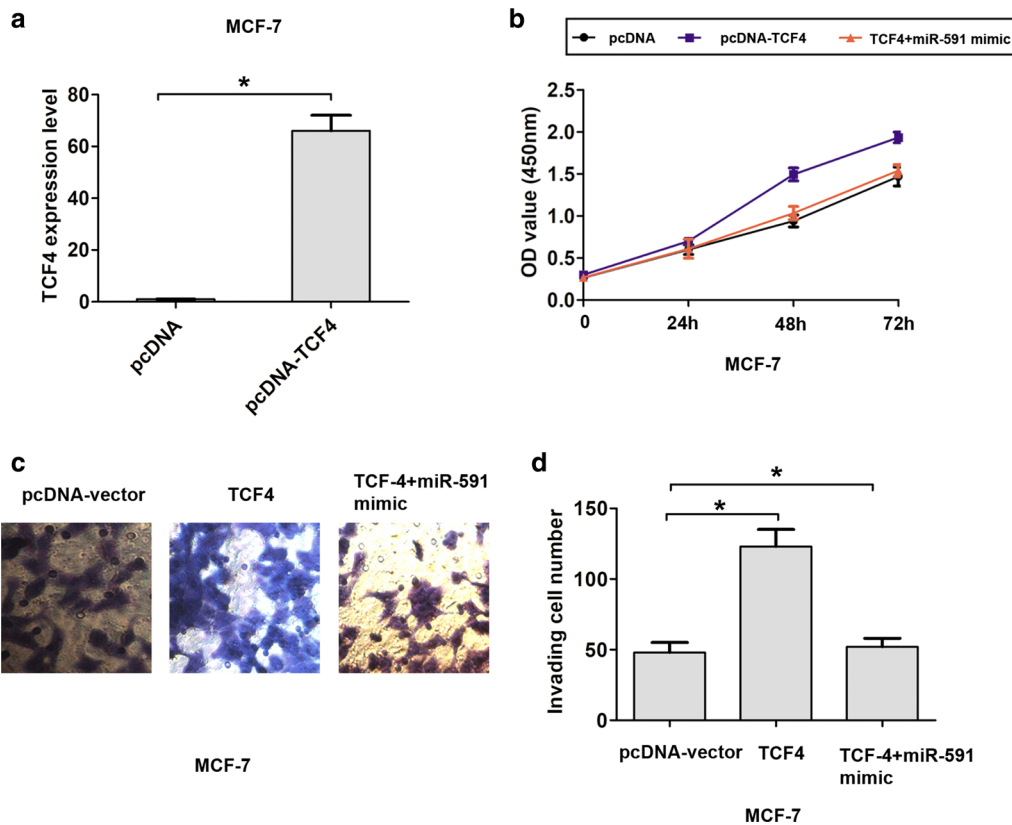 a
MCF-7
*
TCF4 expression level
80
60
40
20
0
pcDNA
pcDNA-TCF4
b
pcDNA
pcDNA-TCF4
TCF4+miR-591 mimic
OD value (450nm)
2.5
2.0
1.5
1.0
0.5
0.0
0
24h
48h
72h
MCF-7
c
pcDNA-vector
TCF4
TCF-4+miR-591
mimic
MCF-7
d
*
*
Invading cell number
150
100
50
0
pcDNA-vector
TCF4
TCF-4+miR-591
mimic
MCF-7